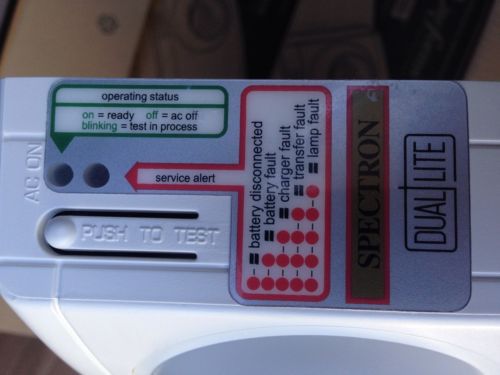 operating status
on = ready off = ac off
blinking = test in process
AC ON
service alert
PUSH TO TEST
= battery disconnected
= battery fault
= charger fault
= transfer fault
= lamp fault
SPECTRON
DUAL LITE